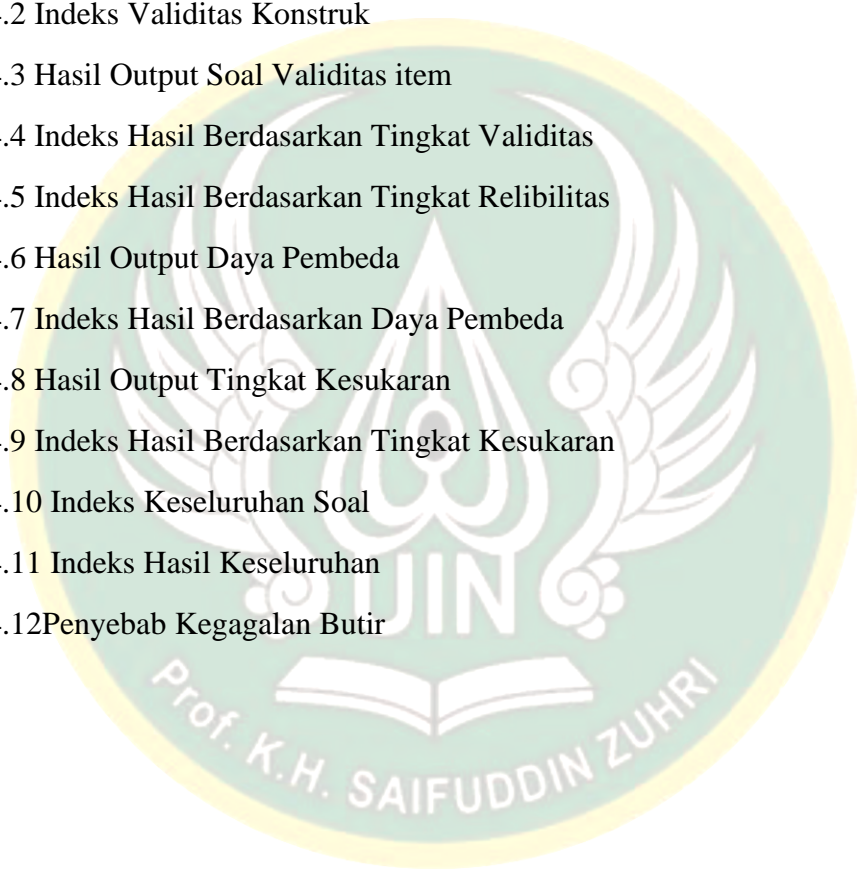 .2 Indeks Validitas Konstruk
.3 Hasil Output Soal Validitas item
.4 Indeks Hasil Berdasarkan Tingkat Validitas
.5 Indeks Hasil Berdasarkan Tingkat Relibilitas
.6 Hasil Output Daya Pembeda
.7 Indeks Hasil Berdasarkan Daya Pembeda
.8 Hasil Output Tingkat Kesukaran
.9 Indeks Hasil Berdasarkan Tingkat Kesukaran
.10 Indeks Keseluruhan Soal
.11 Indeks Hasil Keseluruhan
.12Penyebab Kegagalan Butir
UIN
Prof. K.H. SAIFUDDIN ZUHRI